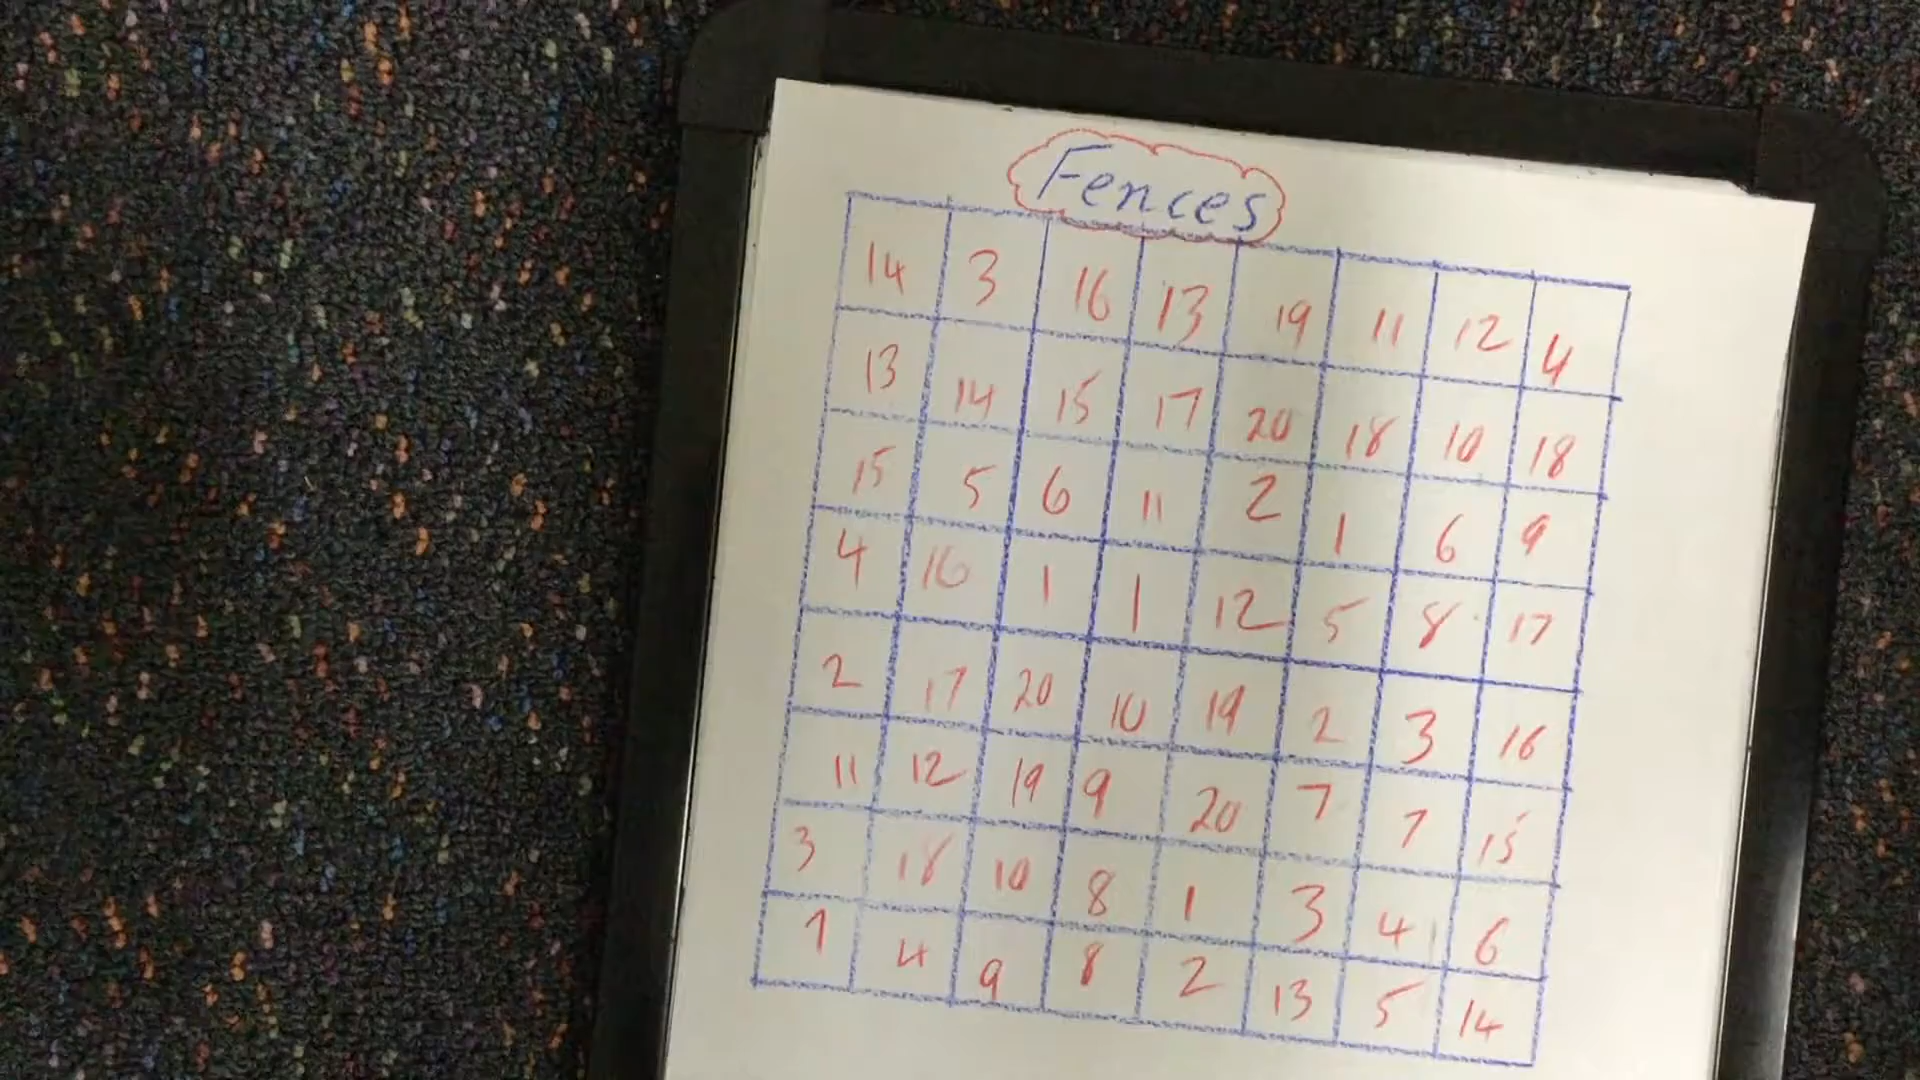 Fences
14 3 16 13 19 11 12 4
13 14 15 17 20 18 10 18
15 5 6 11 2 1 6 9
4 16 1 1 12 5 8 17
2 17 20 10 19 2 3 16
11 12 19 9 20 7 7 15
3 18 10 8 1 3 4 6
7 4 9 8 2 13 5 14